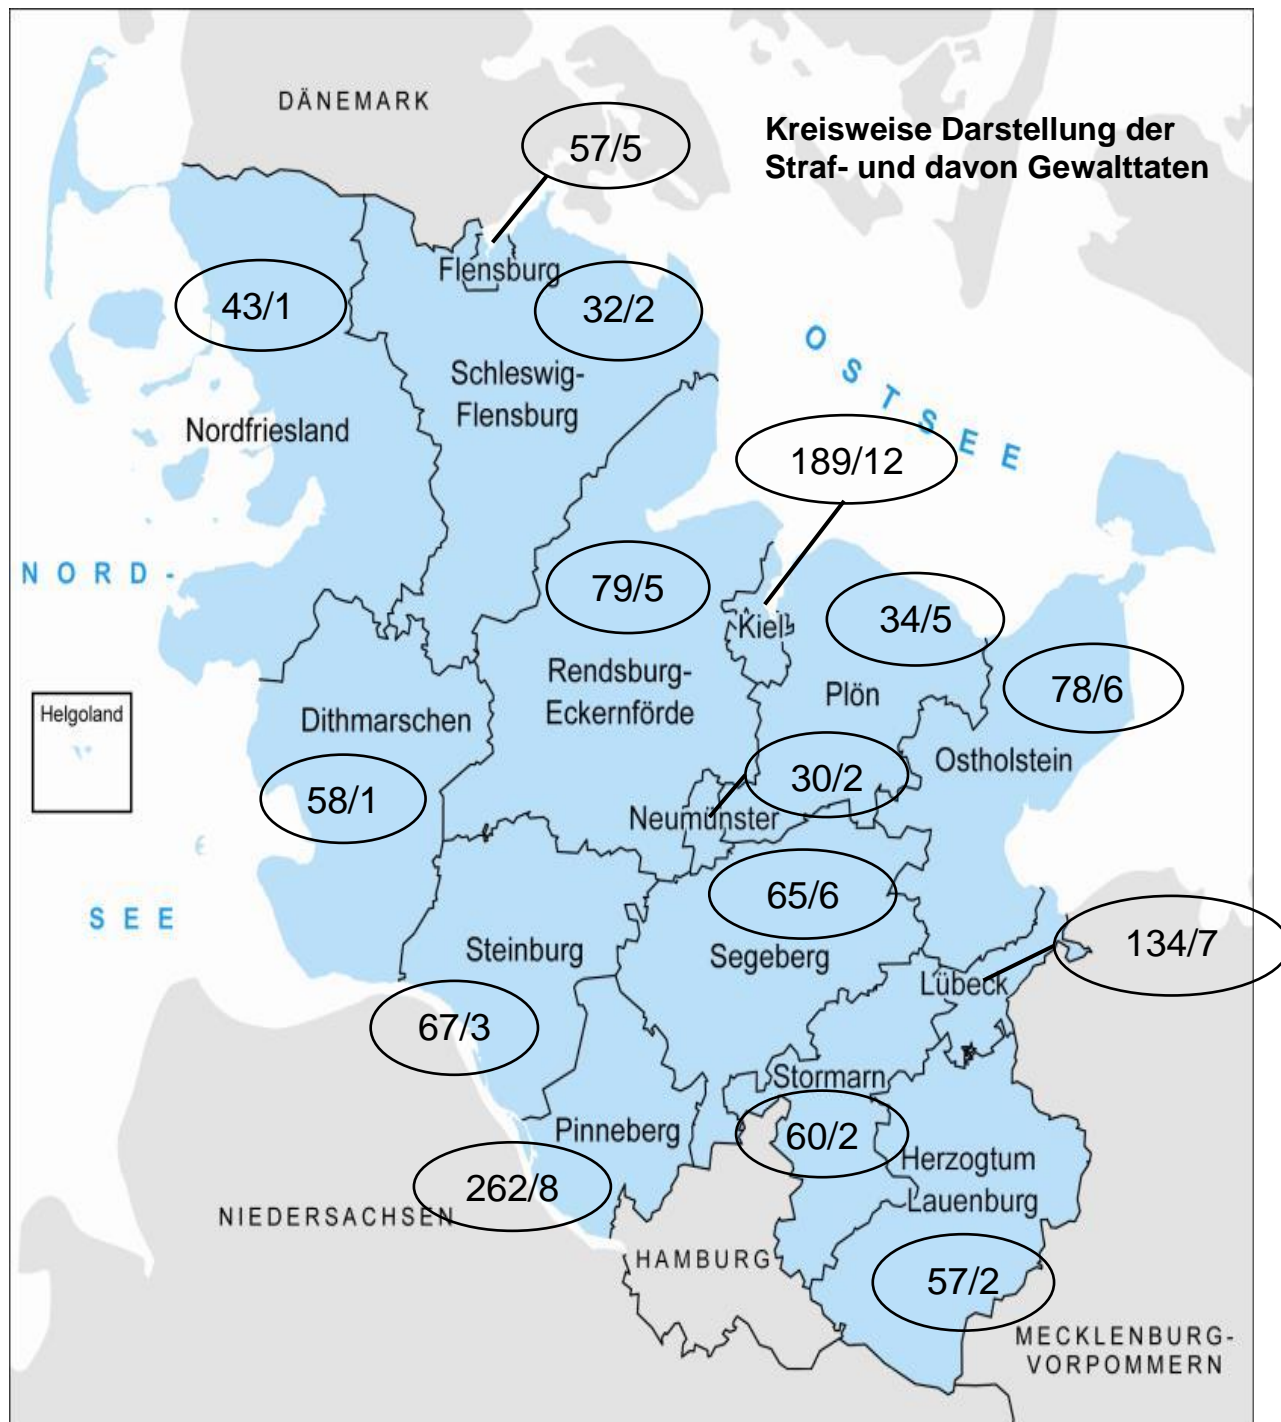 DÄNEMARK
57/5
Kreisweise Darstellung der
Straf- und davon Gewalttaten
Flensburg
43/1
32/2
Schleswig-
Flensburg
Nordfriesland
OSTSEE
189/12
NORD-
79/5
Kiel
34/5
Rendsburg-
Eckernförde
Plön
78/6
Helgoland
Dithmarschen
Ostholstein
58/1
30/2
Neumünster
65/6
SEE
Steinburg
Segeberg
134/7
Lübeck
67/3
Stormarn
Pinneberg
60/2
Herzogtum
Lauenburg
262/8
NIEDERSACHSEN
HAMBURG
57/2
MECKLENBURG-
VORPOMMERN